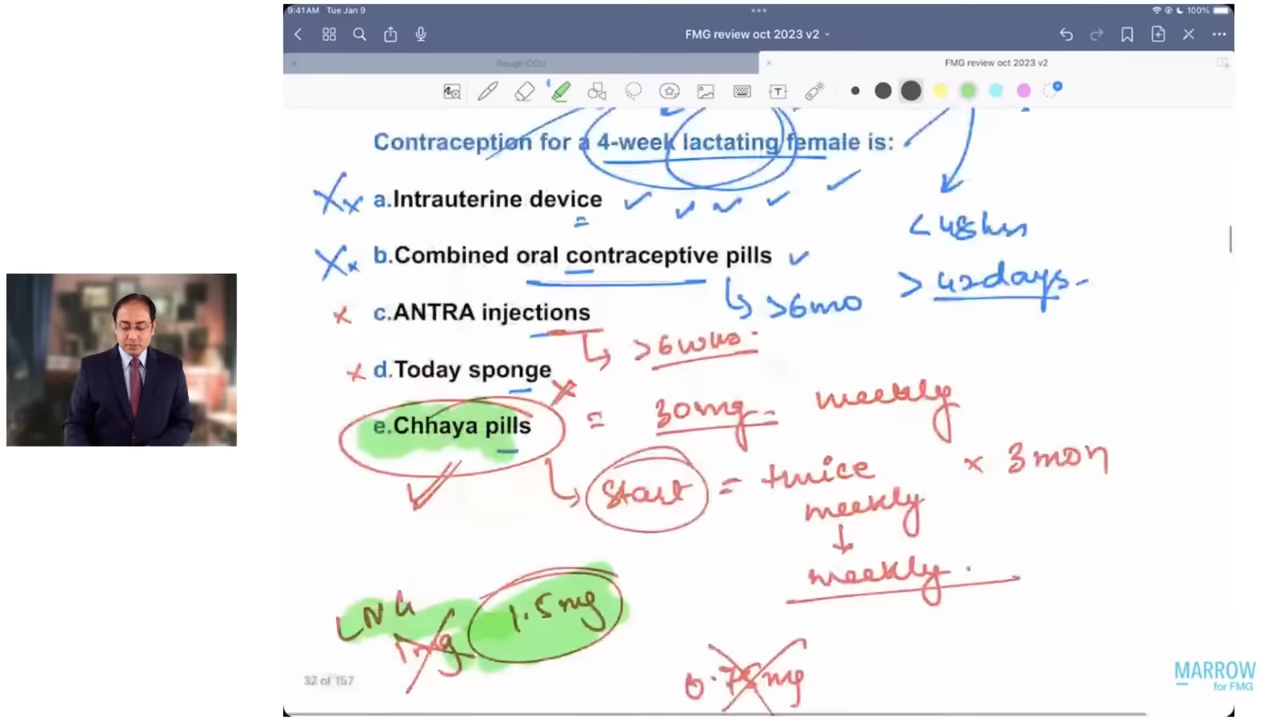 9:41AM Tue Jan 9
100%
FMG review oct 2023 v2
Rough CCU
FMG review oct 2023 v2
Contraception for a 4-week lactating female is:
a.Intrauterine device
< 48hrs
b.Combined oral contraceptive pills
> 42days
>6mo
c.ANTRA injections
>6wks
d.Today sponge
e.Chhaya pills
= 30mg weekly
start = twice weekly × 3mon
weekly
LNG
1mg
1.5mg
0.75mg
32 of 157
MARROW
for FMG